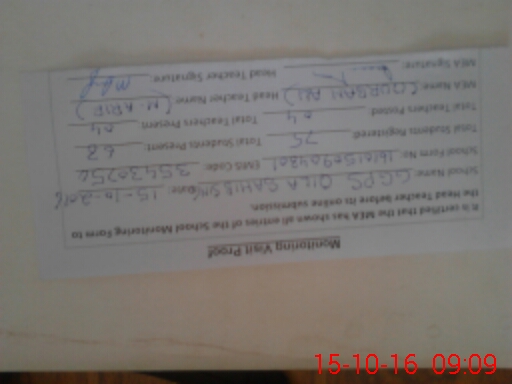 Monitoring Visit Proof
It is certified that the MEA has shown all entries of the School Monitoring Form to
the Head Teacher before its online submission.
School Name: GGPS QILA SAHIB SING Date: 15-10-2016
School Form No: EMIS Code: 35430250
Total Students Registered: 75 Total Students Present: 62
Total Teachers Posted: 04 Total Teachers Present: 04
MEA Name: (QURBAN ALI) Head Teacher Name: (M. ARIF)
MEA Signature: Head Teacher Signature:
15-10-16 09:09